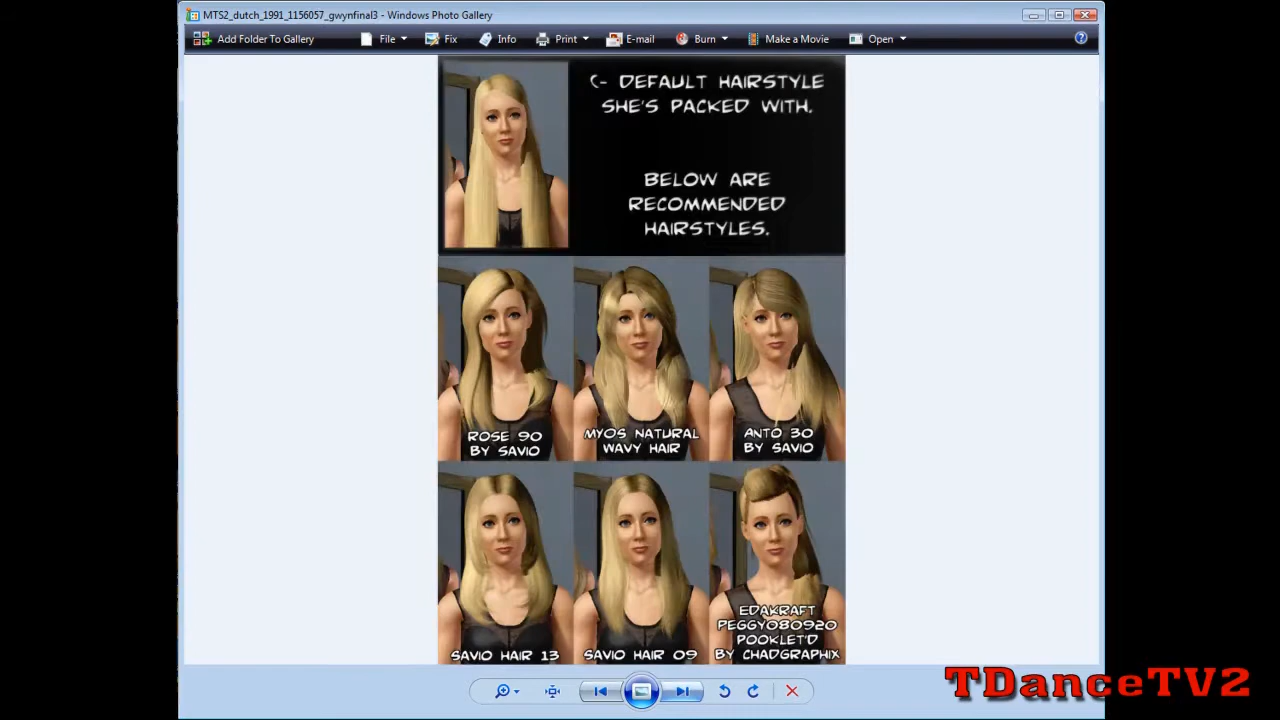 MTS2_dutch_1991_1156057_gwynfinal3 - Windows Photo Gallery
Add Folder To Gallery File Fix Info Print E-mail Burn Make a Movie Open
<- DEFAULT HAIRSTYLE
SHE'S PACKED WITH.
BELOW ARE
RECOMMENDED
HAIRSTYLES.
ROSE 90
BY SAVIO
MYOS NATURAL
WAVY HAIR
ANTO 30
BY SAVIO
SAVIO HAIR 13
SAVIO HAIR 09
EDAKRAFT
PEGGY080920
POOKLET'D
BY CHADGRAPHIX
TDanceTV2